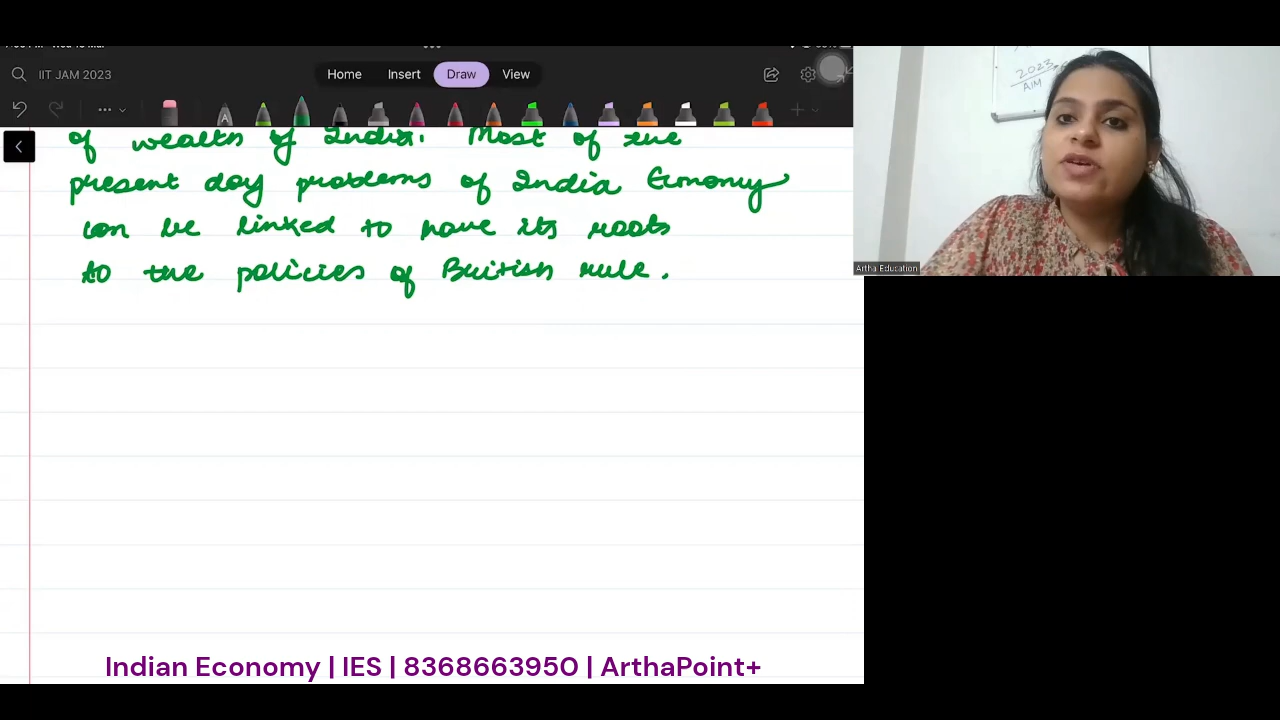 IIT JAM 2023
Home Insert Draw View
of wealth of India. Most of the
present day problems of India Economy
can be linked to have its roots
to the policies of British rule.
2023
AIM
Artha Education
Indian Economy | IES | 8368663950 | ArthaPoint+